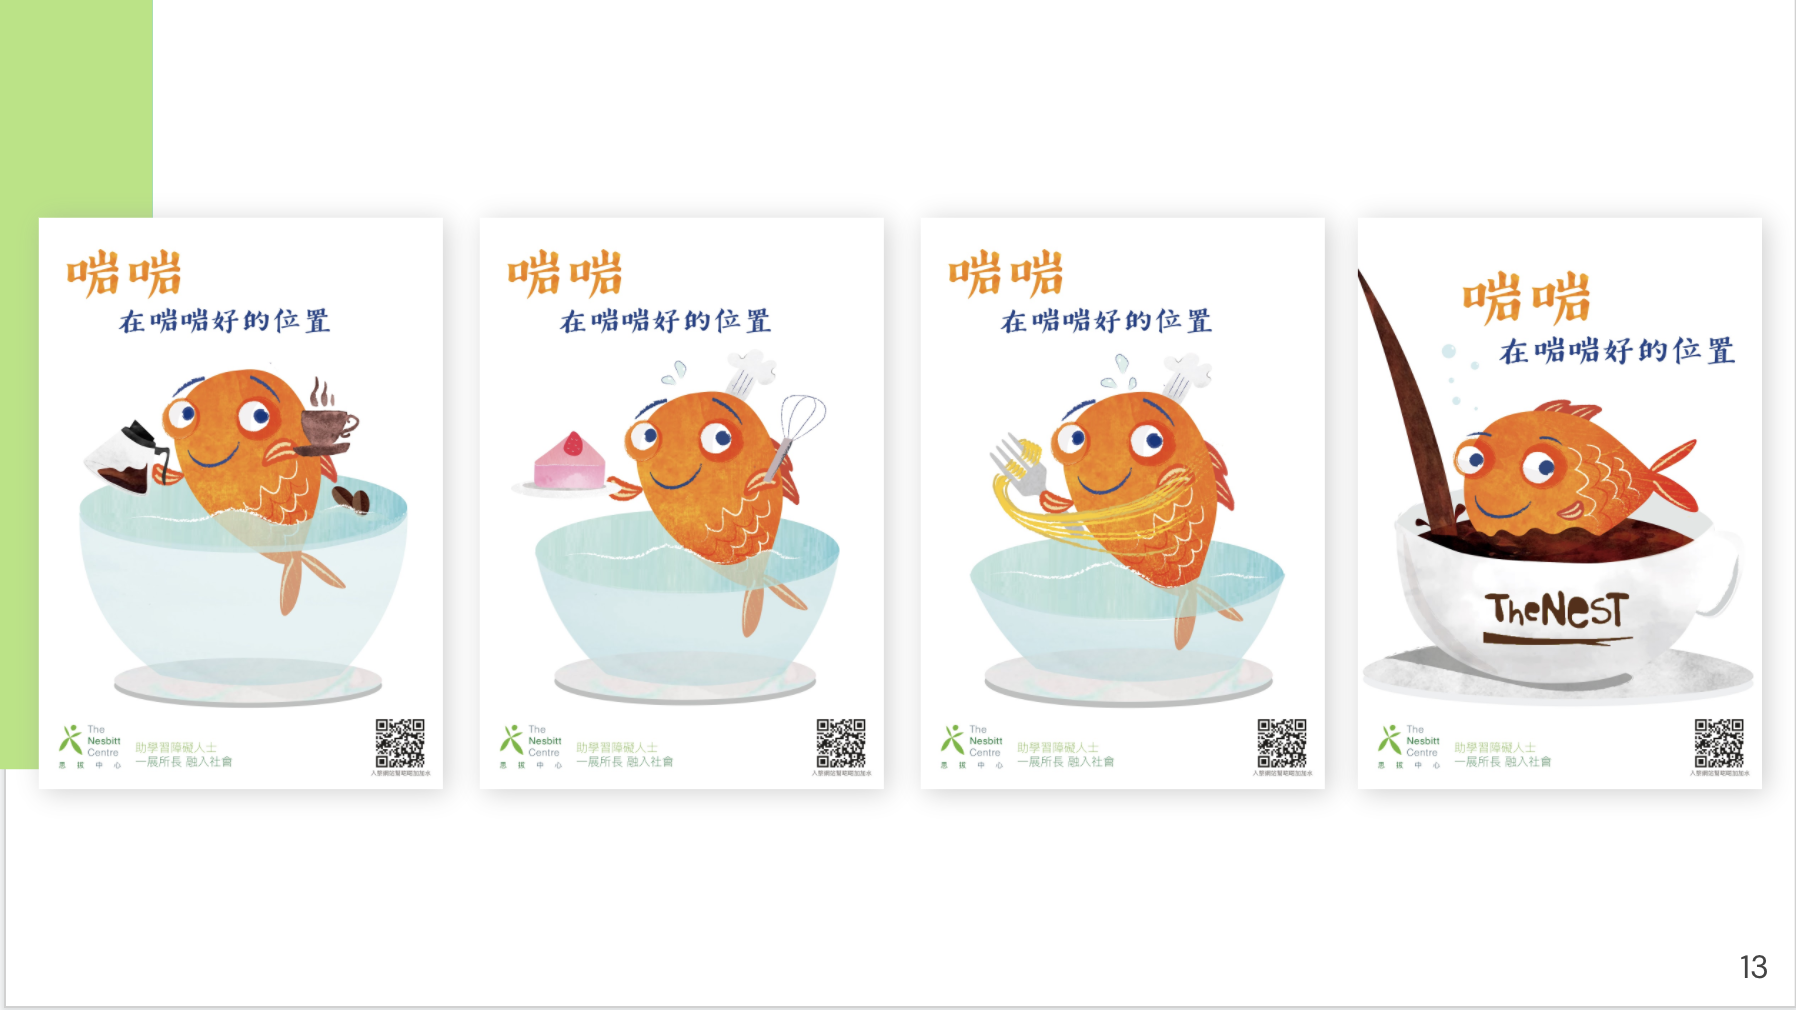 啱啱
在啱啱好的位置
The
Nesbitt
Centre
思拔中心
助學習障礙人士
一展所長 融入社會
啱啱
在啱啱好的位置
The
Nesbitt
Centre
思拔中心
助學習障礙人士
一展所長 融入社會
啱啱
在啱啱好的位置
The
Nesbitt
Centre
思拔中心
助學習障礙人士
一展所長 融入社會
啱啱
在啱啱好的位置
TheNesT
The
Nesbitt
Centre
思拔中心
助學習障礙人士
一展所長 融入社會
13